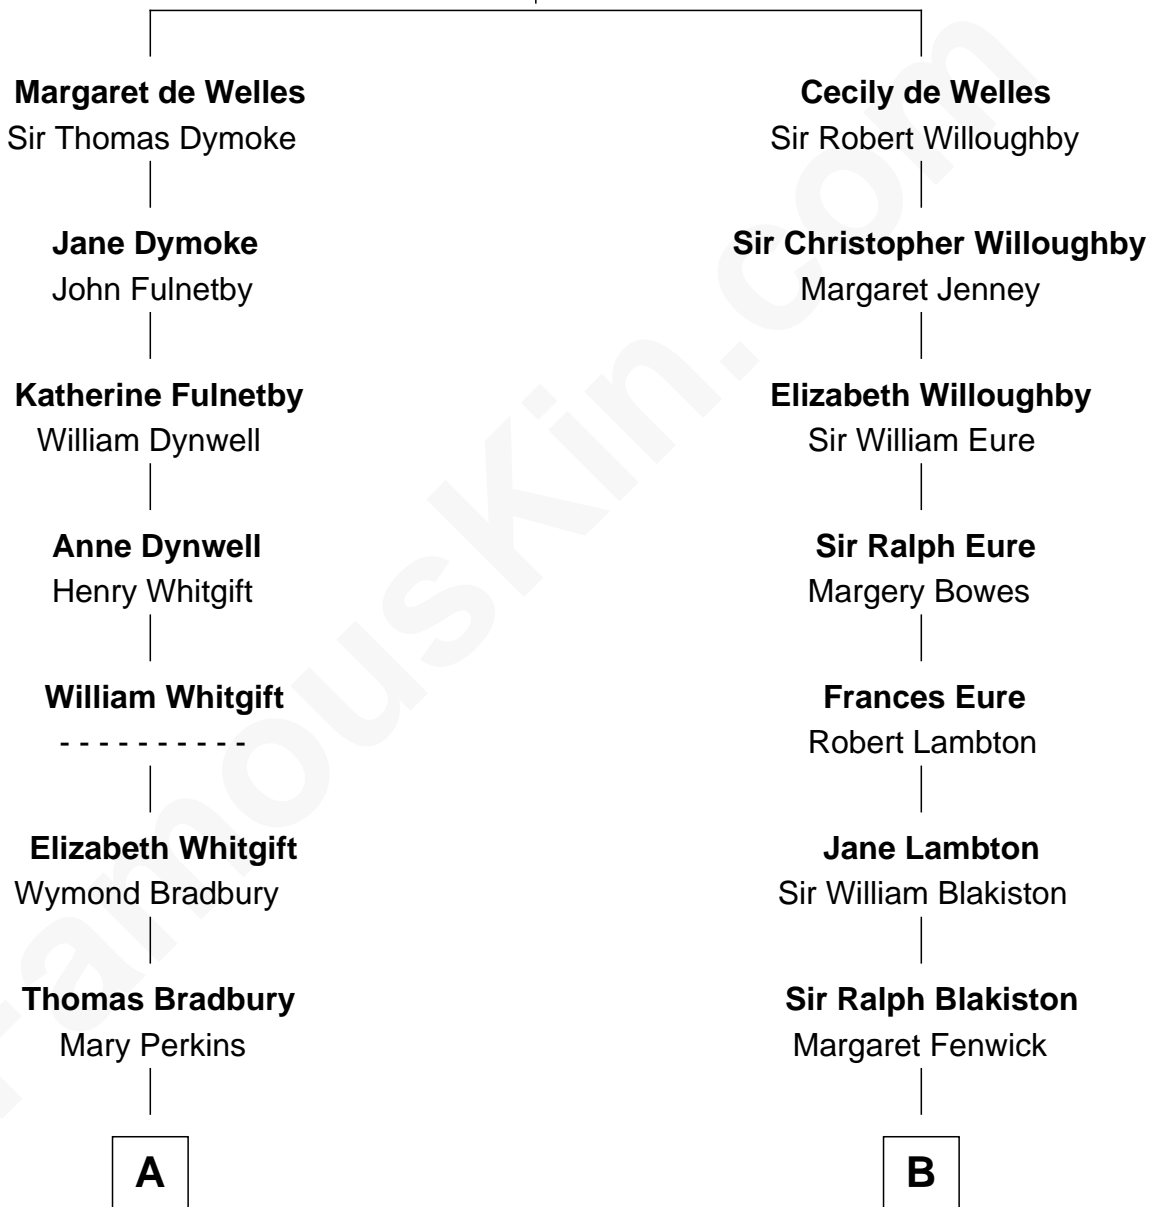 Margaret de Welles
Sir Thomas Dymoke
Jane Dymoke
John Fulnetby
Katherine Fulnetby
William Dynwell
Anne Dynwell
Henry Whitgift
William Whitgift
- - - - - - - - - -
Elizabeth Whitgift
Wymond Bradbury
Thomas Bradbury
Mary Perkins
A
Cecily de Welles
Sir Robert Willoughby
Sir Christopher Willoughby
Margaret Jenney
Elizabeth Willoughby
Sir William Eure
Sir Ralph Eure
Margery Bowes
Frances Eure
Robert Lambton
Jane Lambton
Sir William Blakiston
Sir Ralph Blakiston
Margaret Fenwick
B
FamousKin.com